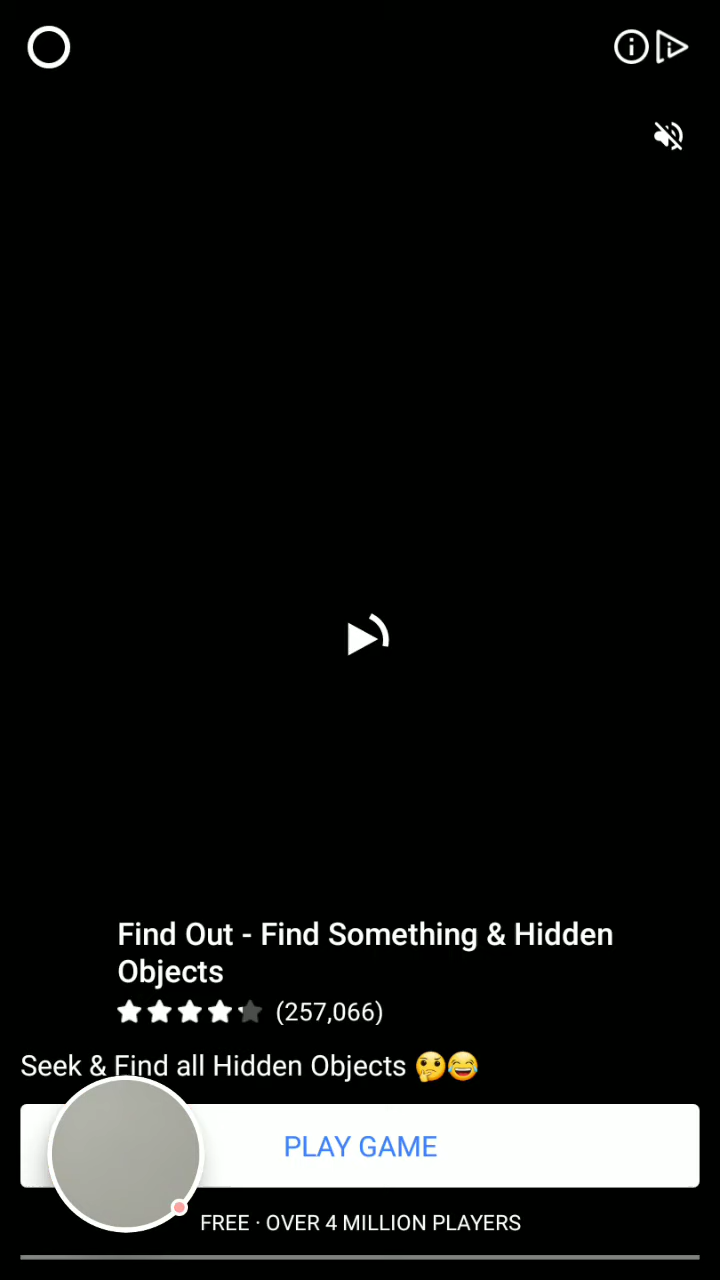 Find Out - Find Something & Hidden
Objects
(257,066)
Seek & Find all Hidden Objects 🤔😂
PLAY GAME
FREE · OVER 4 MILLION PLAYERS